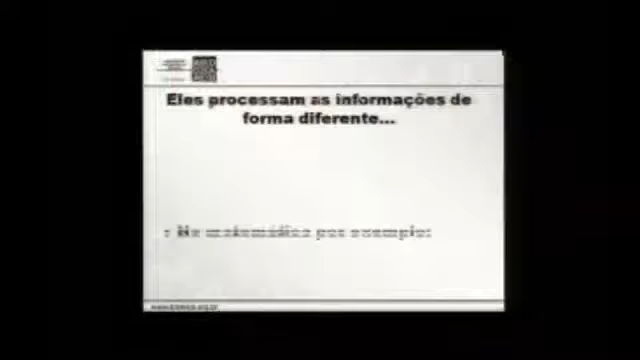 Eles processam as informações de
forma diferente...
• Na matemática por exemplo: